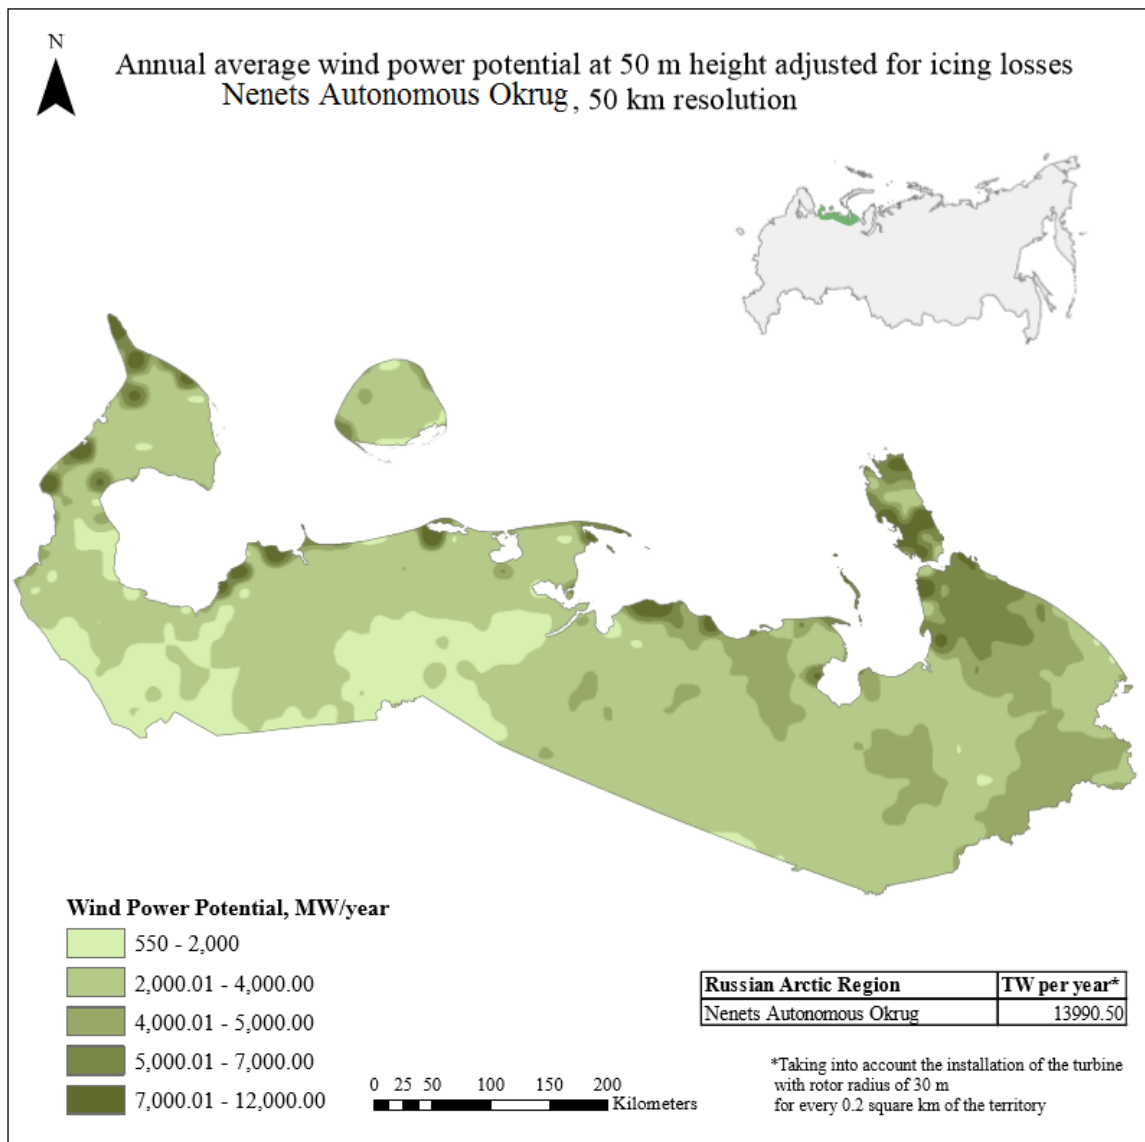 N
Annual average wind power potential at 50 m height adjusted for icing losses
Nenets Autonomous Okrug, 50 km resolution
Wind Power Potential, MW/year
550 - 2,000
2,000.01 - 4,000.00
4,000.01 - 5,000.00
5,000.01 - 7,000.00
7,000.01 - 12,000.00
0 25 50 100 150 200
Kilometers
Russian Arctic Region TW per year*
Nenets Autonomous Okrug 13990.50
*Taking into account the installation of the turbine
with rotor radius of 30 m
for every 0.2 square km of the territory